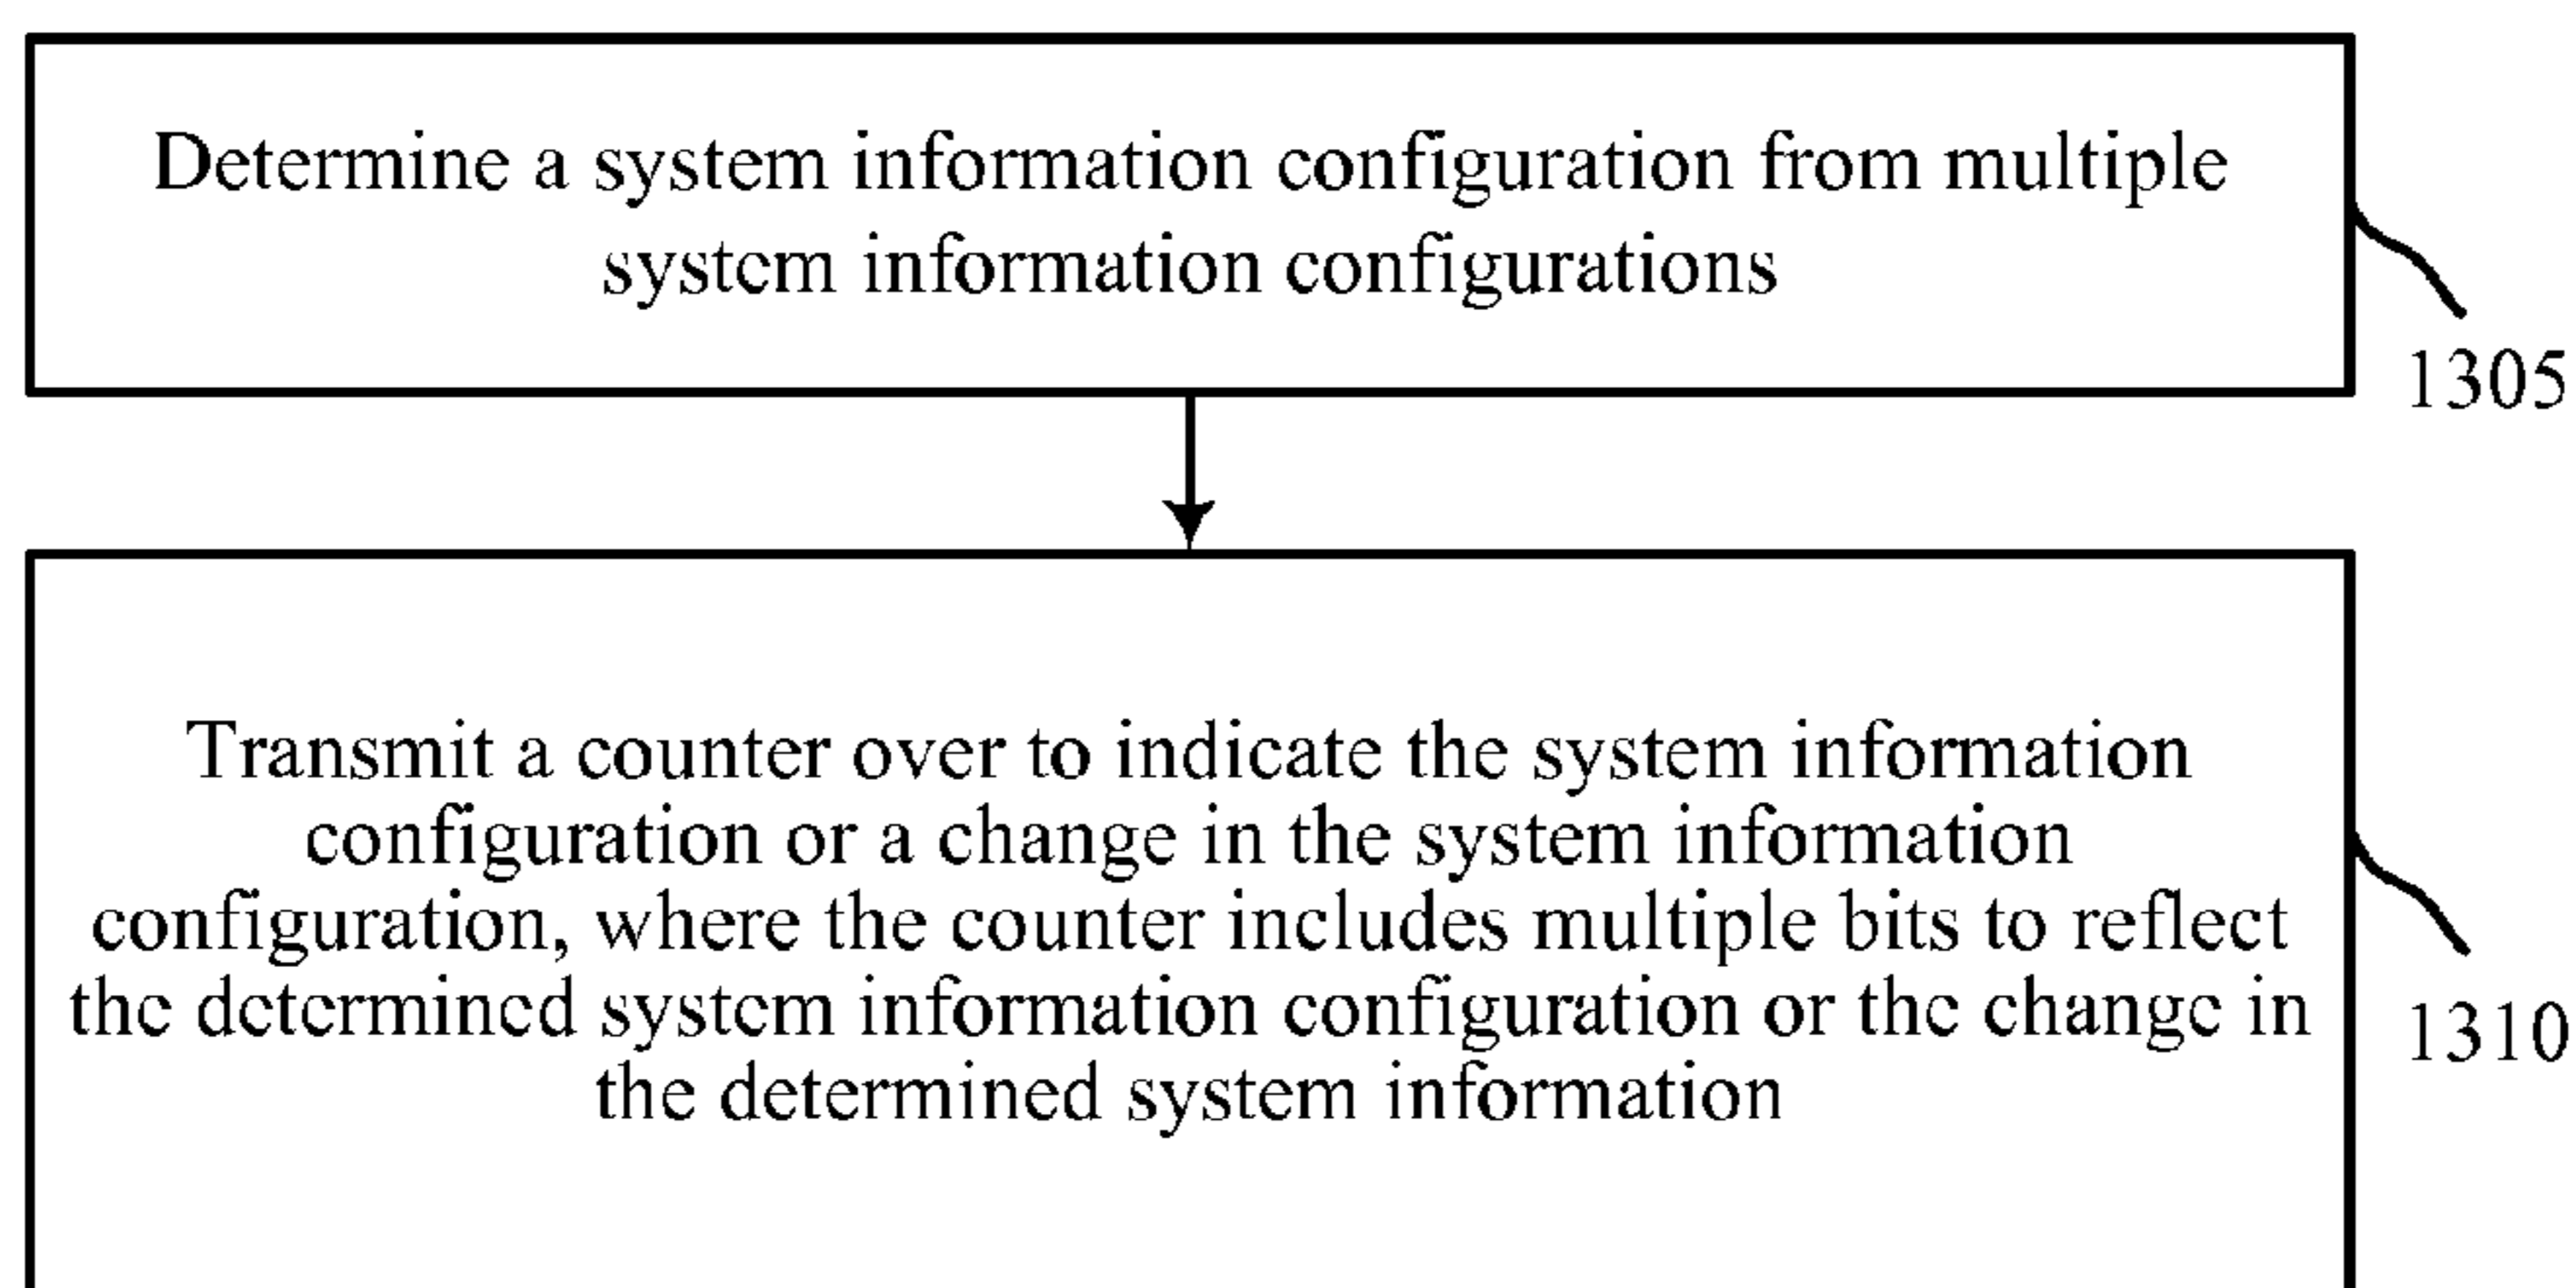 Determine a system information configuration from multiple
system information configurations
1305
Transmit a counter over to indicate the system information
configuration or a change in the system information
configuration, where the counter includes multiple bits to reflect
the determined system information configuration or the change in
the determined system information
1310